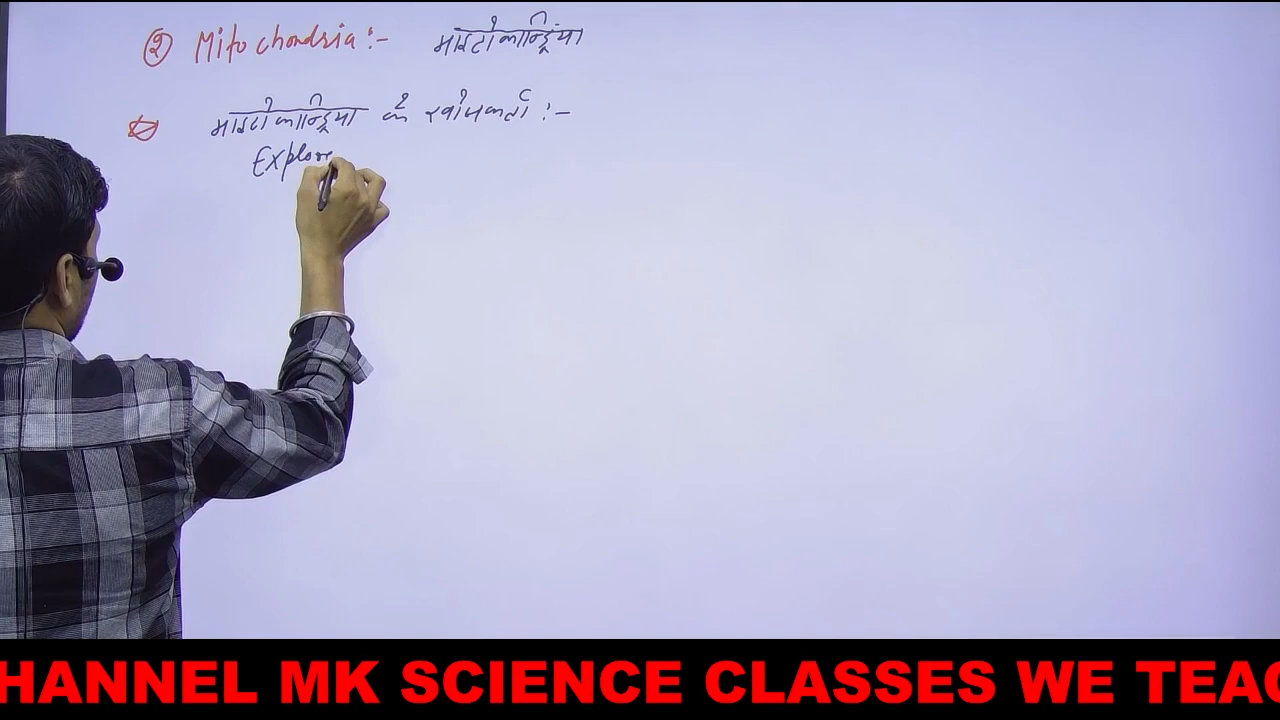 ② Mitochondria :- माइटोकान्ड्रिया
माइटोकान्ड्रिया के खोजकर्ता :-
Explore
HANNEL MK SCIENCE CLASSES WE TEAC